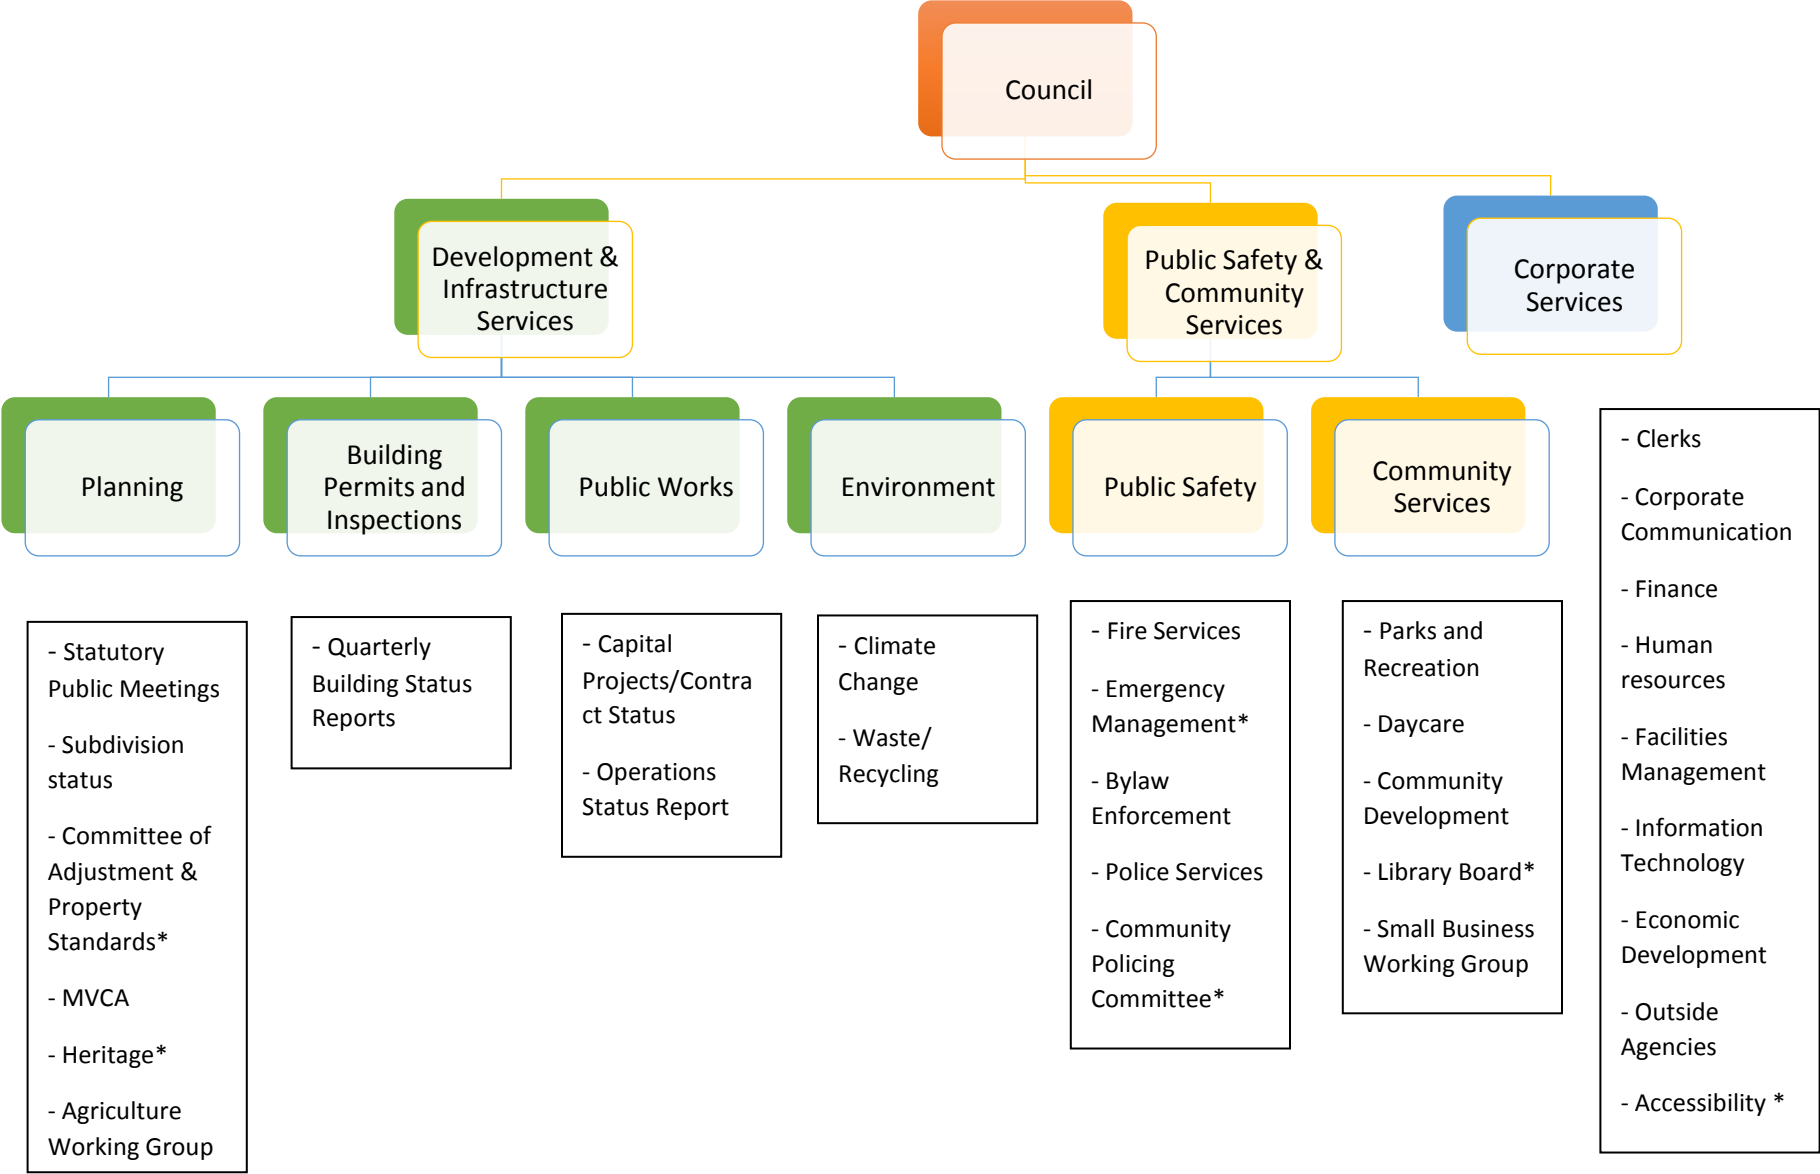 Council
Development &
Infrastructure
Services
Public Safety &
Community
Services
Corporate
Services
Planning
Building
Permits and
Inspections
Public Works
Environment
Public Safety
Community
Services
- Statutory
Public Meetings
- Subdivision
status
- Committee of
Adjustment &
Property
Standards*
- MVCA
- Heritage*
- Agriculture
Working Group
- Quarterly
Building Status
Reports
- Capital
Projects/Contra
ct Status
- Operations
Status Report
- Climate
Change
- Waste/
Recycling
- Fire Services
- Emergency
Management*
- Bylaw
Enforcement
- Police Services
- Community
Policing
Committee*
- Parks and
Recreation
- Daycare
- Community
Development
- Library Board*
- Small Business
Working Group
- Clerks
- Corporate
Communication
- Finance
- Human
resources
- Facilities
Management
- Information
Technology
- Economic
Development
- Outside
Agencies
- Accessibility *